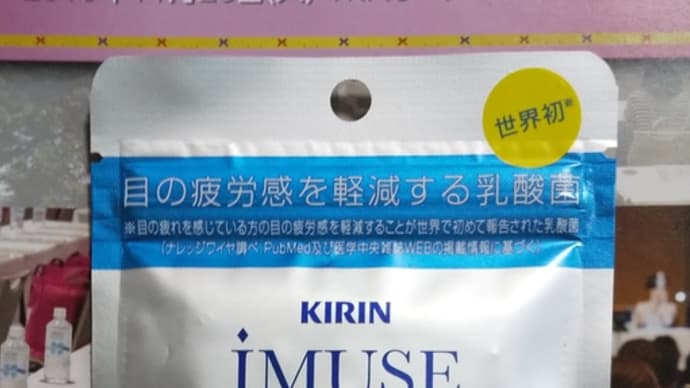 世界初※
目の疲労感を軽減する乳酸菌
※目の疲れを感じている方の目の疲労感を軽減することが世界で初めて報告された乳酸菌
(ナレッジワイヤ調べ PubMed及び医学中央雑誌WEBの掲載情報に基づく)
KIRIN
iMUSE